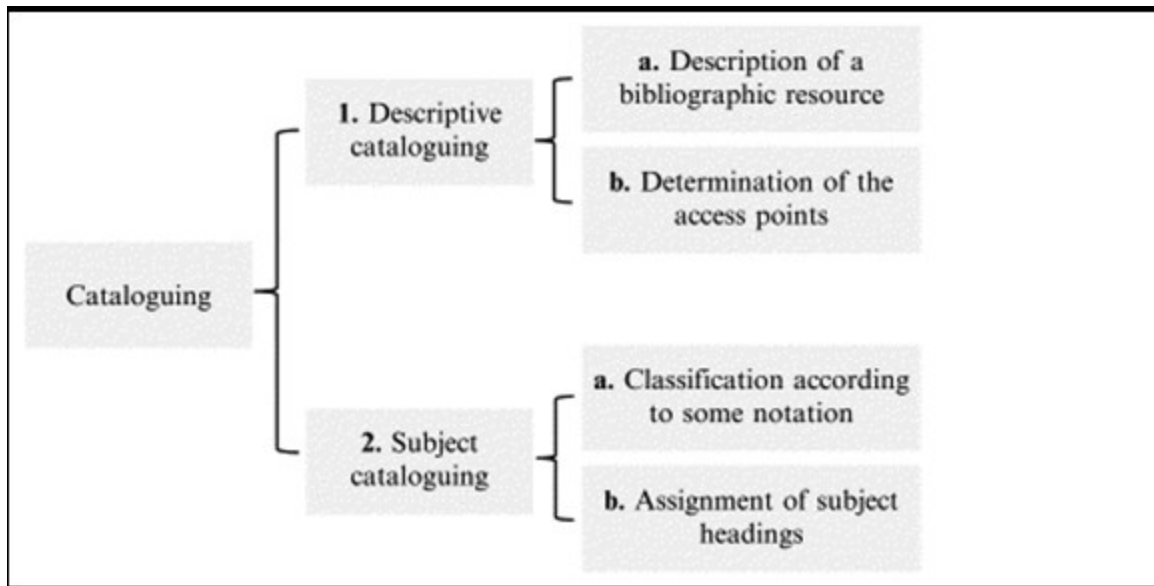 Cataloguing
1. Descriptive
cataloguing
a. Description of a
bibliographic resource
b. Determination of the
access points
2. Subject
cataloguing
a. Classification according
to some notation
b. Assignment of subject
headings